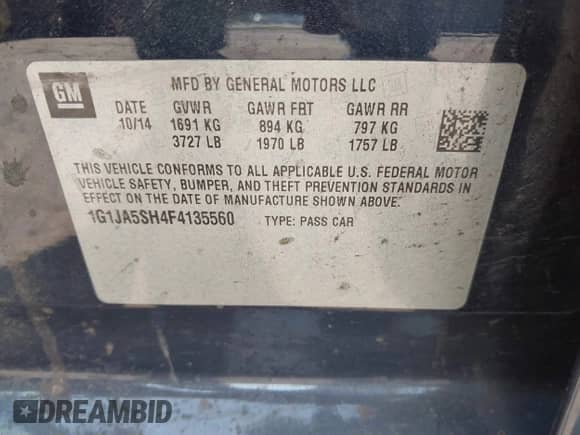 GM
MFD BY GENERAL MOTORS LLC
DATE GVWR GAWR FRT GAWR RR
10/14 1691 KG 894 KG 797 KG
3727 LB 1970 LB 1757 LB
THIS VEHICLE CONFORMS TO ALL APPLICABLE U.S. FEDERAL MOTOR
VEHICLE SAFETY, BUMPER, AND THEFT PREVENTION STANDARDS IN
EFFECT ON THE DATE OF MANUFACTURE SHOWN ABOVE.
1G1JA5SH4F4135560 TYPE: PASS CAR
DREAMBID